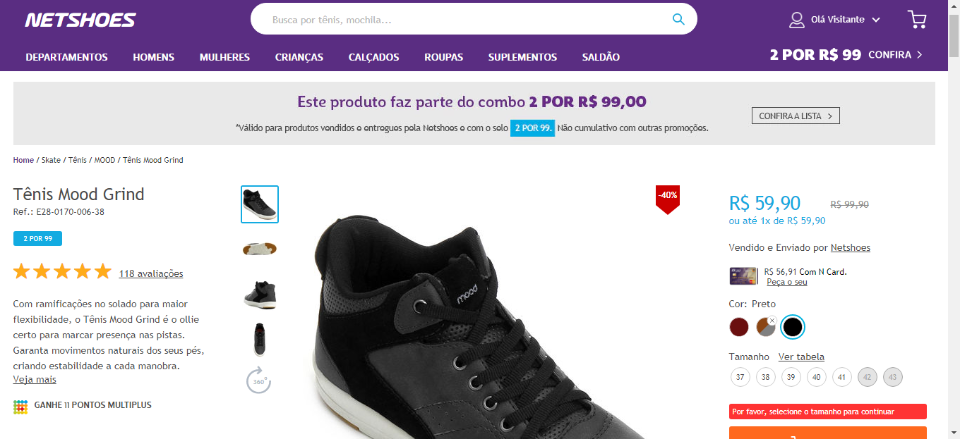 NETSHOES
Busca por tênis, mochila...
Olá Visitante
DEPARTAMENTOS HOMENS MULHERES CRIANÇAS CALÇADOS ROUPAS SUPLEMENTOS SALDÃO
2 POR R$ 99 CONFIRA
Este produto faz parte do combo 2 POR R$ 99,00
*Válido para produtos vendidos e entregues pela Netshoes e com o selo 2 POR 99. Não cumulativo com outras promoções.
CONFIRA A LISTA
Home / Skate / Tênis / MOOD / Tênis Mood Grind
Tênis Mood Grind
Ref.: E28-0170-006-38
2 POR 99
118 avaliações
Com ramificações no solado para maior
flexibilidade, o Tênis Mood Grind é o ollie
certo para marcar presença nas pistas.
Garanta movimentos naturais dos seus pés,
criando estabilidade a cada manobra.
Veja mais
GANHE 11 PONTOS MULTIPLUS
360°
mood
-40%
R$ 59,90 R$ 99,90
ou até 1x de R$ 59,90
Vendido e Enviado por Netshoes
R$ 56,91 Com N Card.
Peça o seu
Cor: Preto
Tamanho Ver tabela
37 38 39 40 41 42 43
Por favor, selecione o tamanho para continuar